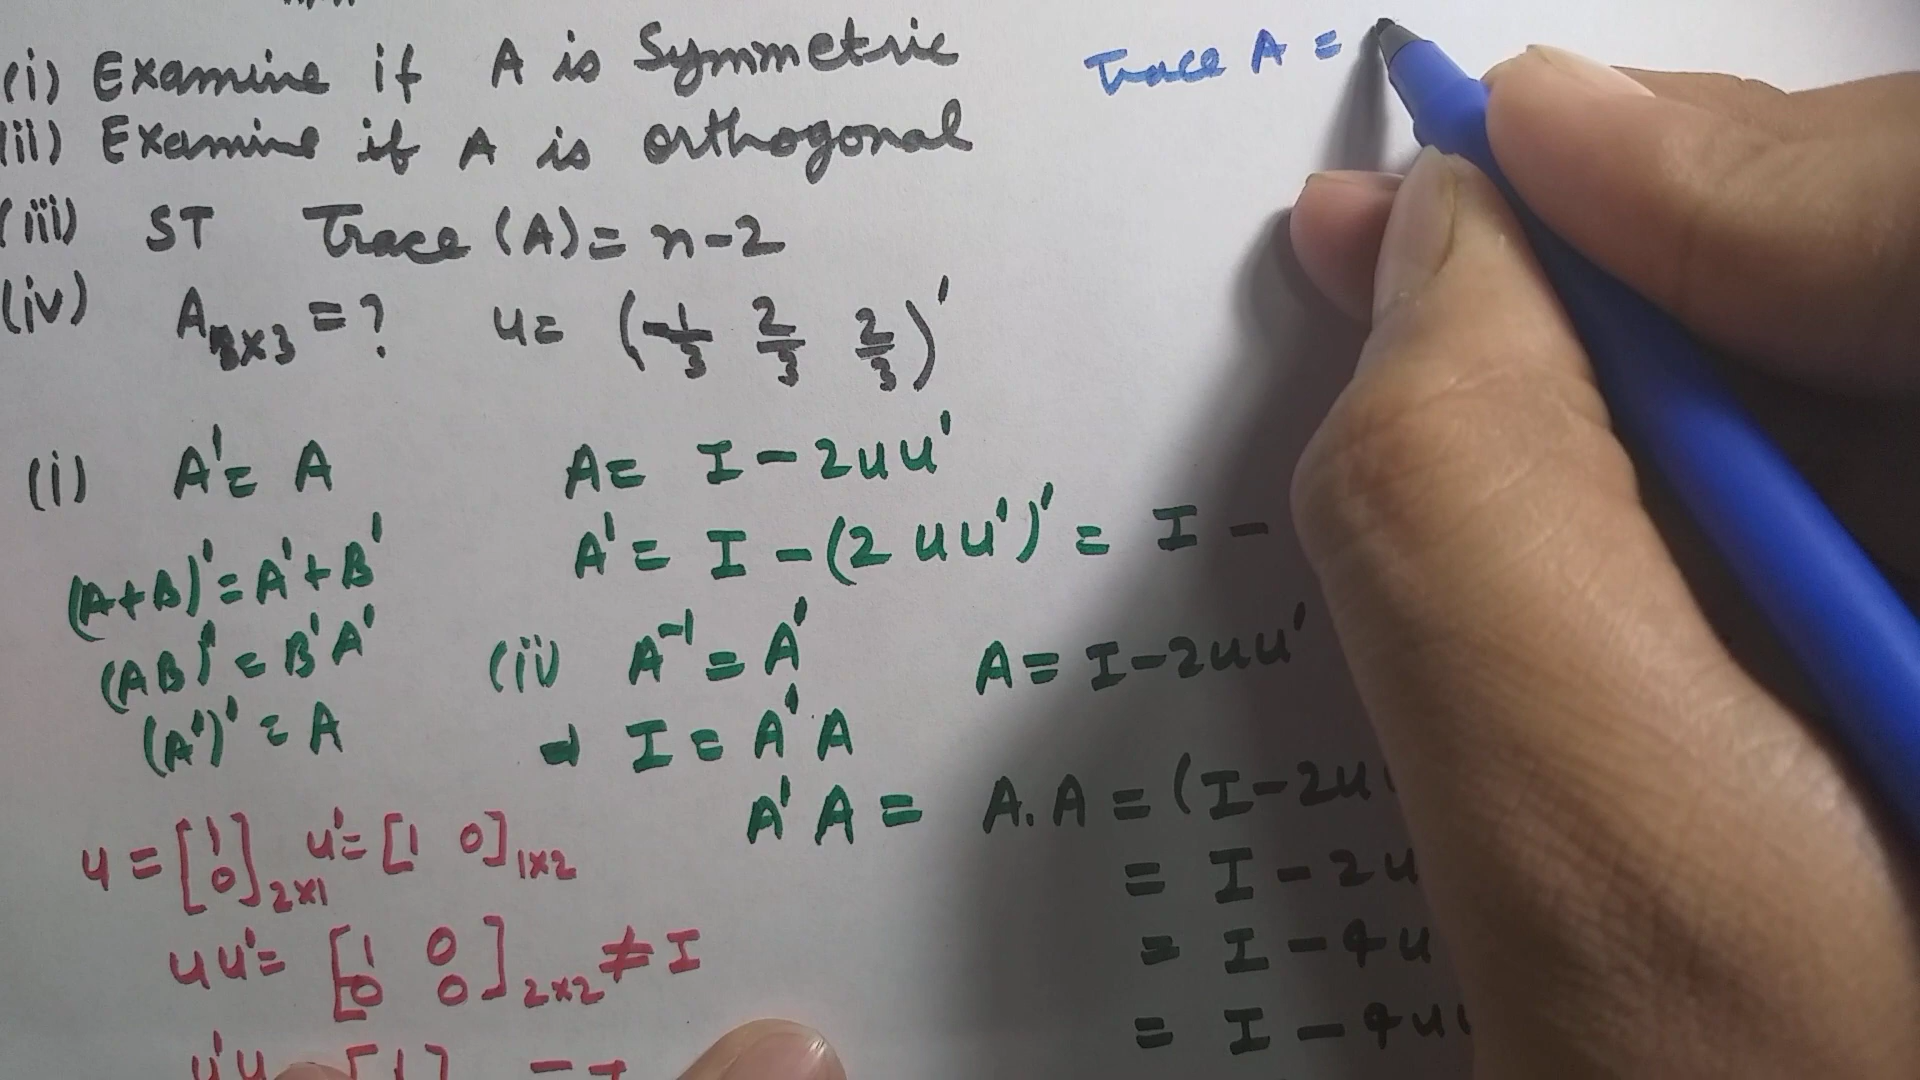 (i) Examine if A is Symmetric
Trace A =
(ii) Examine if A is orthogonal
(iii) ST Trace (A) = n-2
(iv) A₃ₓ₃ = ? u = (-1/3 2/3 2/3)'
(i) A' = A A = I - 2uu'
A' = I - (2uu')' = I -
(A+B)' = A' + B'
(AB)' = B'A'
(A')' = A
(ii) A⁻¹ = A' A = I - 2uu'
⇒ I = A'A
A'A = A.A = (I - 2u
= I - 2u
= I - 4u
= I - 4u
u = [1 0]₂ₓ₁ u' = [1 0]₁ₓ₂
uu' = [1 0 0 0]₂ₓ₂ ≠ I
u'u